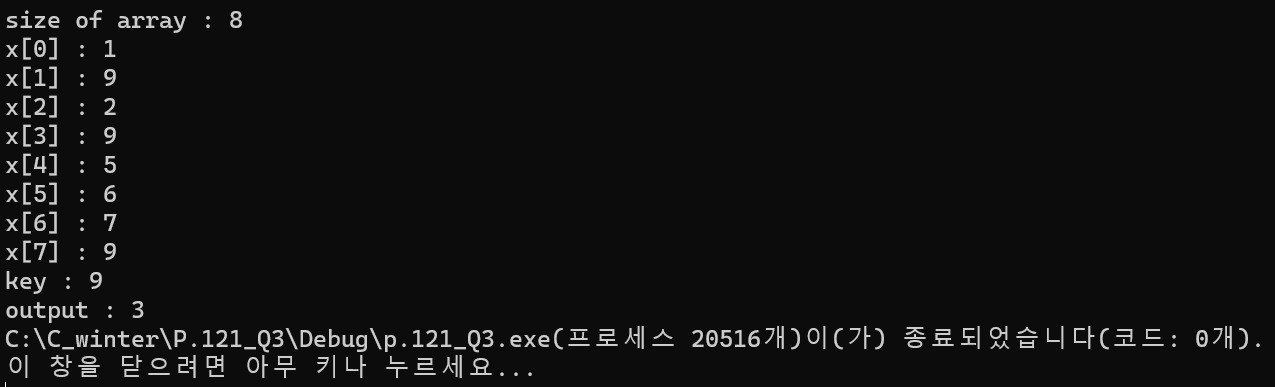 size of array : 8
x[0] : 1
x[1] : 9
x[2] : 2
x[3] : 9
x[4] : 5
x[5] : 6
x[6] : 7
x[7] : 9
key : 9
output : 3
C:\C_winter\P.121_Q3\Debug\p.121_Q3.exe(프로세스 20516개)이(가) 종료되었습니다(코드: 0개).
이 창을 닫으려면 아무 키나 누르세요...